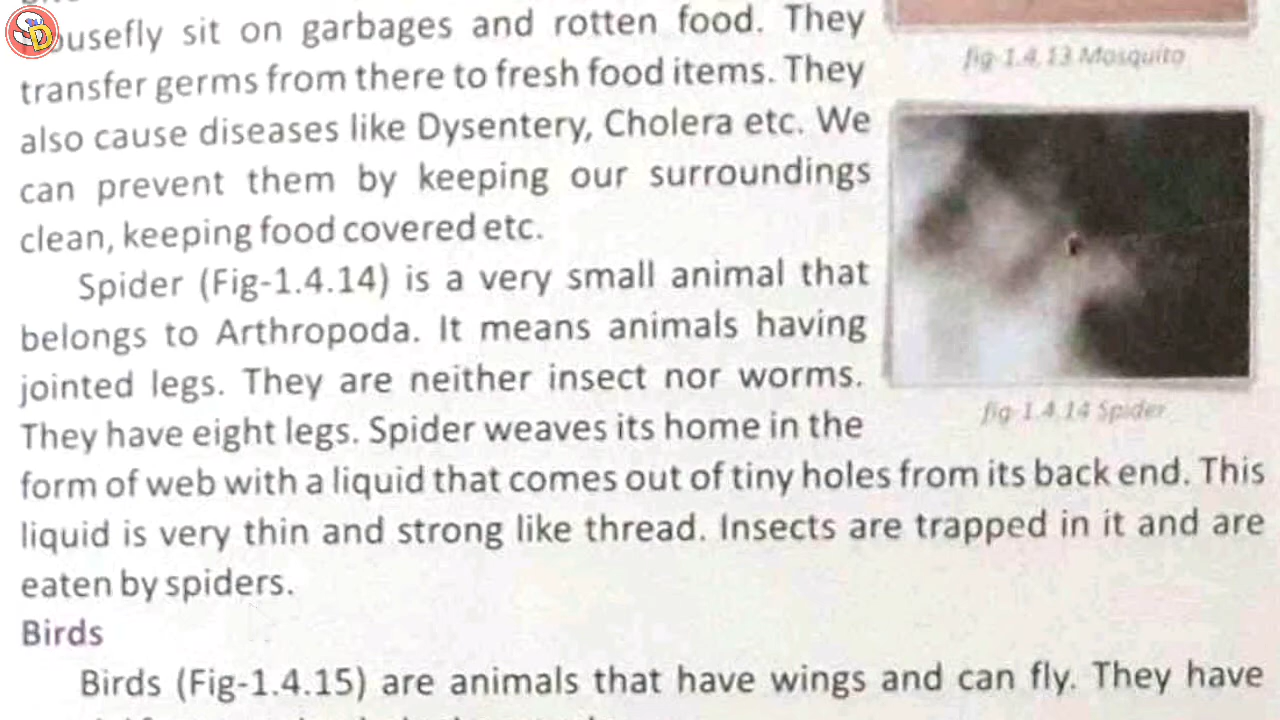 SD
ousefly sit on garbages and rotten food. They
transfer germs from there to fresh food items. They
also cause diseases like Dysentery, Cholera etc. We
can prevent them by keeping our surroundings
clean, keeping food covered etc.
fig-1.4.13 Mosquito
Spider (Fig-1.4.14) is a very small animal that
belongs to Arthropoda. It means animals having
jointed legs. They are neither insect nor worms.
They have eight legs. Spider weaves its home in the
fig-1.4.14 Spider
form of web with a liquid that comes out of tiny holes from its back end. This
liquid is very thin and strong like thread. Insects are trapped in it and are
eaten by spiders.
Birds
Birds (Fig-1.4.15) are animals that have wings and can fly. They have